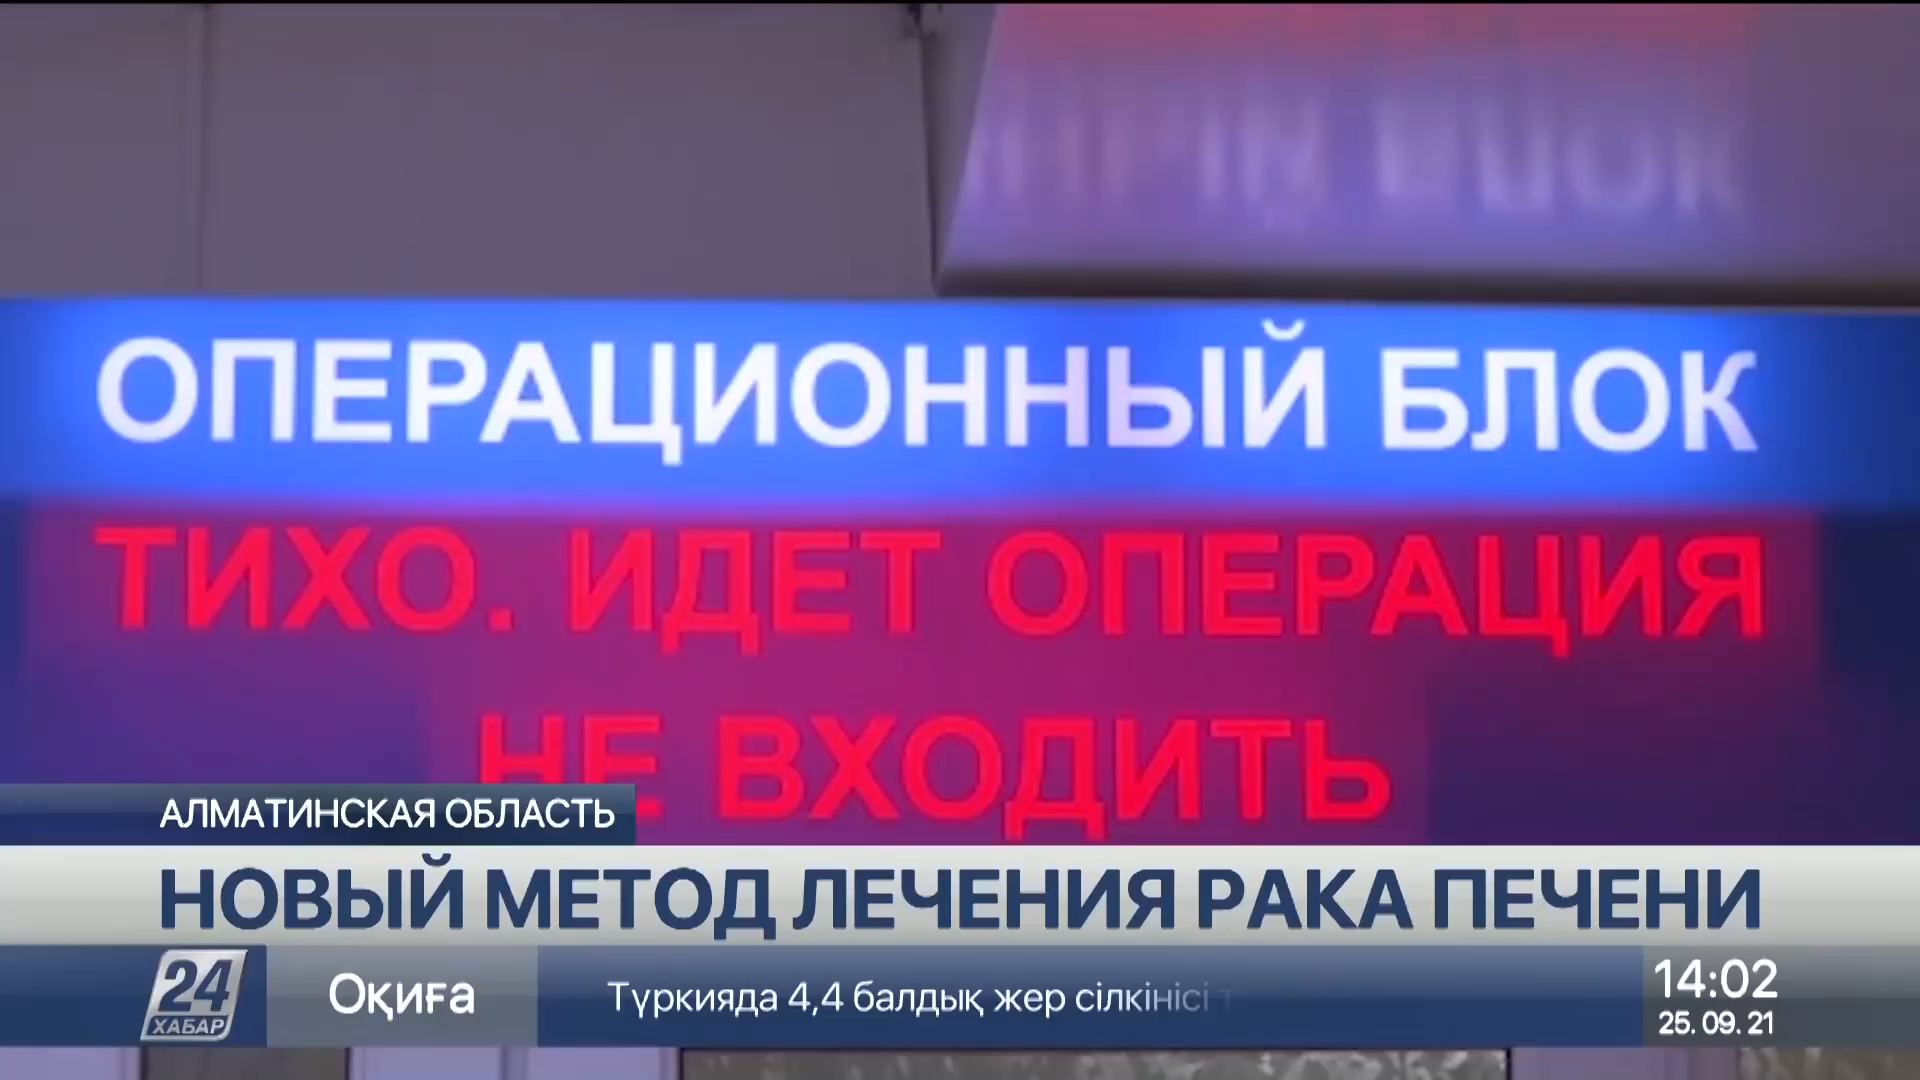 ОПЕРАЦИОННЫЙ БЛОК
ТИХО. ИДЕТ ОПЕРАЦИЯ
НЕ ВХОДИТЬ
АЛМАТИНСКАЯ ОБЛАСТЬ
НОВЫЙ МЕТОД ЛЕЧЕНИЯ РАКА ПЕЧЕНИ
24
ХАБАР
Оқиға
Түркияда 4,4 балдық жер сілкінісі
14:02
25. 09. 21